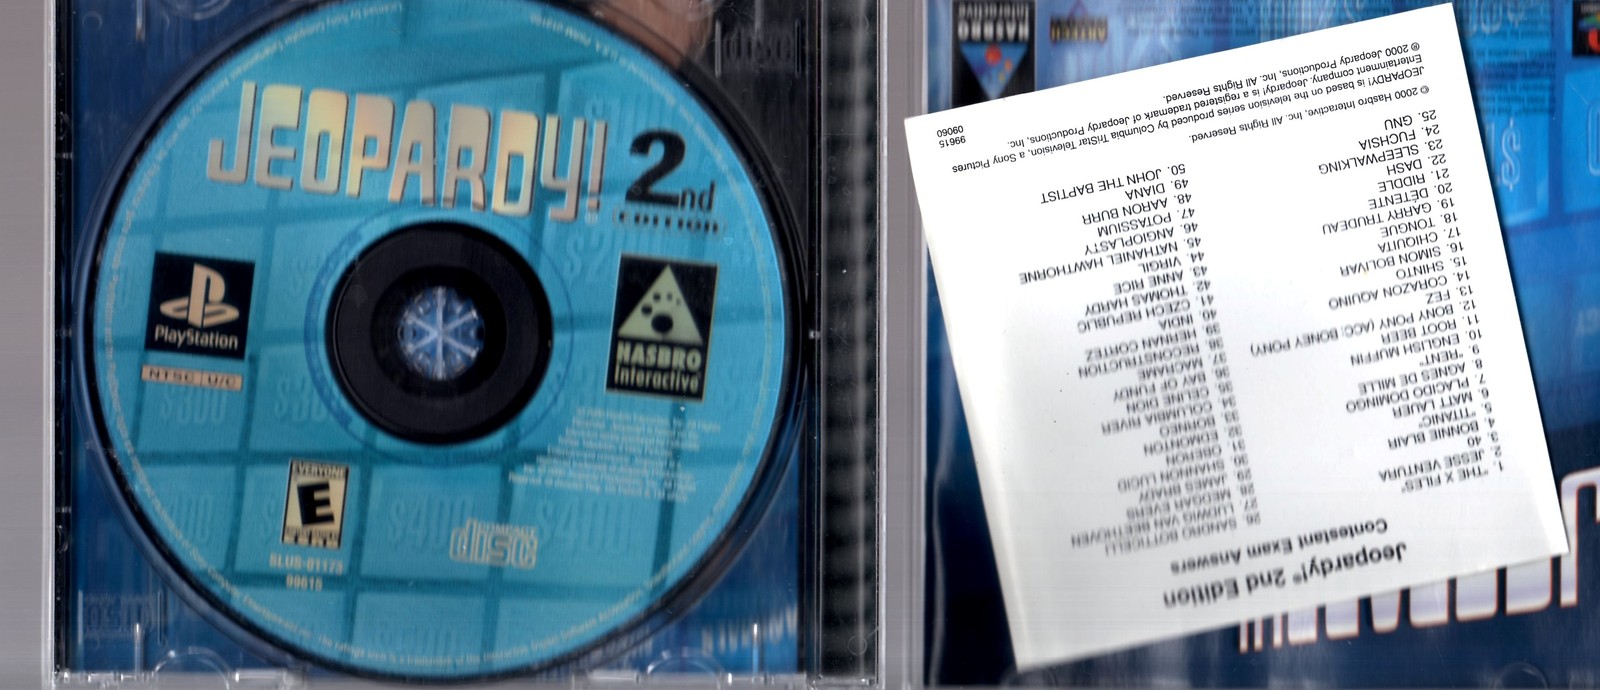 JEOPARDY!
2nd
EDITION
PlayStation
NTSC U/C
HASBRO
Interactive
EVERYONE
E
SLUS-01173
99615
COMPACT
disc
HASBRO
ARTECH
Jeopardy!® 2nd Edition
Contestant Exam Answers
1. "THE X FILES"
2. JESSE VENTURA
3. 40
4. BONNIE BLAIR
5. "TITANIC"
6. MATT LAUER
7. PLACIDO DOMINGO
8. AGNES DE MILLE
9. "RENT"
10. ENGLISH MUFFIN
11. ROOT BEER
12. BONY PONY (ACC: BONEY PONY)
13. FEZ
14. CORAZON AQUINO
15. SHINTO
16. SIMON BOLIVAR
17. CHIQUITA
18. TONGUE
19. GARRY TRUDEAU
20. DÉTENTE
21. RIDDLE
22. DASH
23. SLEEPWALKING
24. FUCHSIA
25. GNU
26. SANDRO BOTTICELLI
27. LUDWIG VAN BEETHOVEN
28. MEDGAR EVERS
29. JAMES BRADY
30. SHANNON LUCID
31. OBERON
32. EDMONTON
33. BORNEO
34. COLUMBIA RIVER
35. CELINE DION
36. BAY OF FUNDY
37. MACRAME
38. RECONSTRUCTION
39. HERNAN CORTEZ
40. INDIA
41. CZECH REPUBLIC
42. THOMAS HARDY
43. ANNE RICE
44. VIRGIL
45. NATHANIEL HAWTHORNE
46. ANGIOPLASTY
47. POTASSIUM
48. AARON BURR
49. DIANA
50. JOHN THE BAPTIST
© 2000 Hasbro Interactive, Inc. All Rights Reserved.
JEOPARDY! is based on the television series produced by Columbia TriStar Television, a Sony Pictures
Entertainment company. Jeopardy! is a registered trademark of Jeopardy Productions, Inc.
® 2000 Jeopardy Productions, Inc. All Rights Reserved.
99615
09060